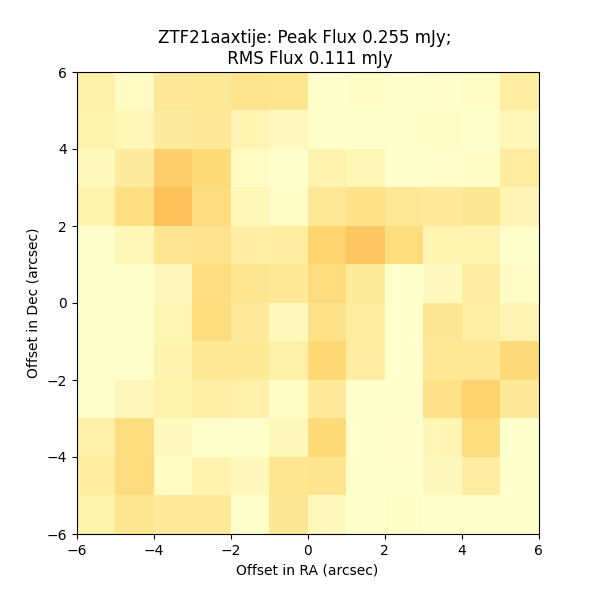 ZTF21aaxtije: Peak Flux 0.255 mJy;
RMS Flux 0.111 mJy
6
4
2
0
−2
−4
−6
Offset in Dec (arcsec)
−6 −4 −2 0 2 4 6
Offset in RA (arcsec)